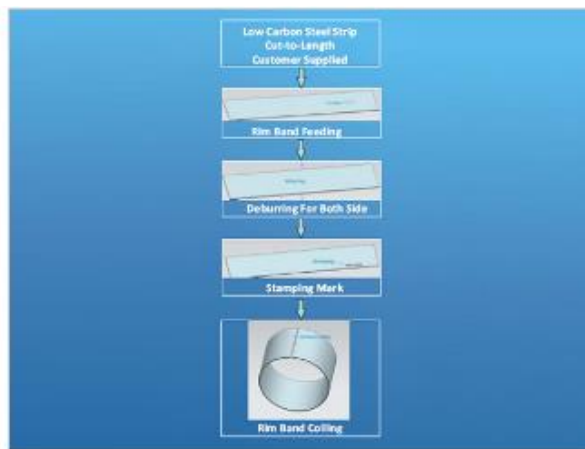 Low Carbon Steel Strip
Cut-to-Length
Customer Supplied
Rim Band Feeding
Deburring For Both Side
Stamping Mark
Rim Band Coiling